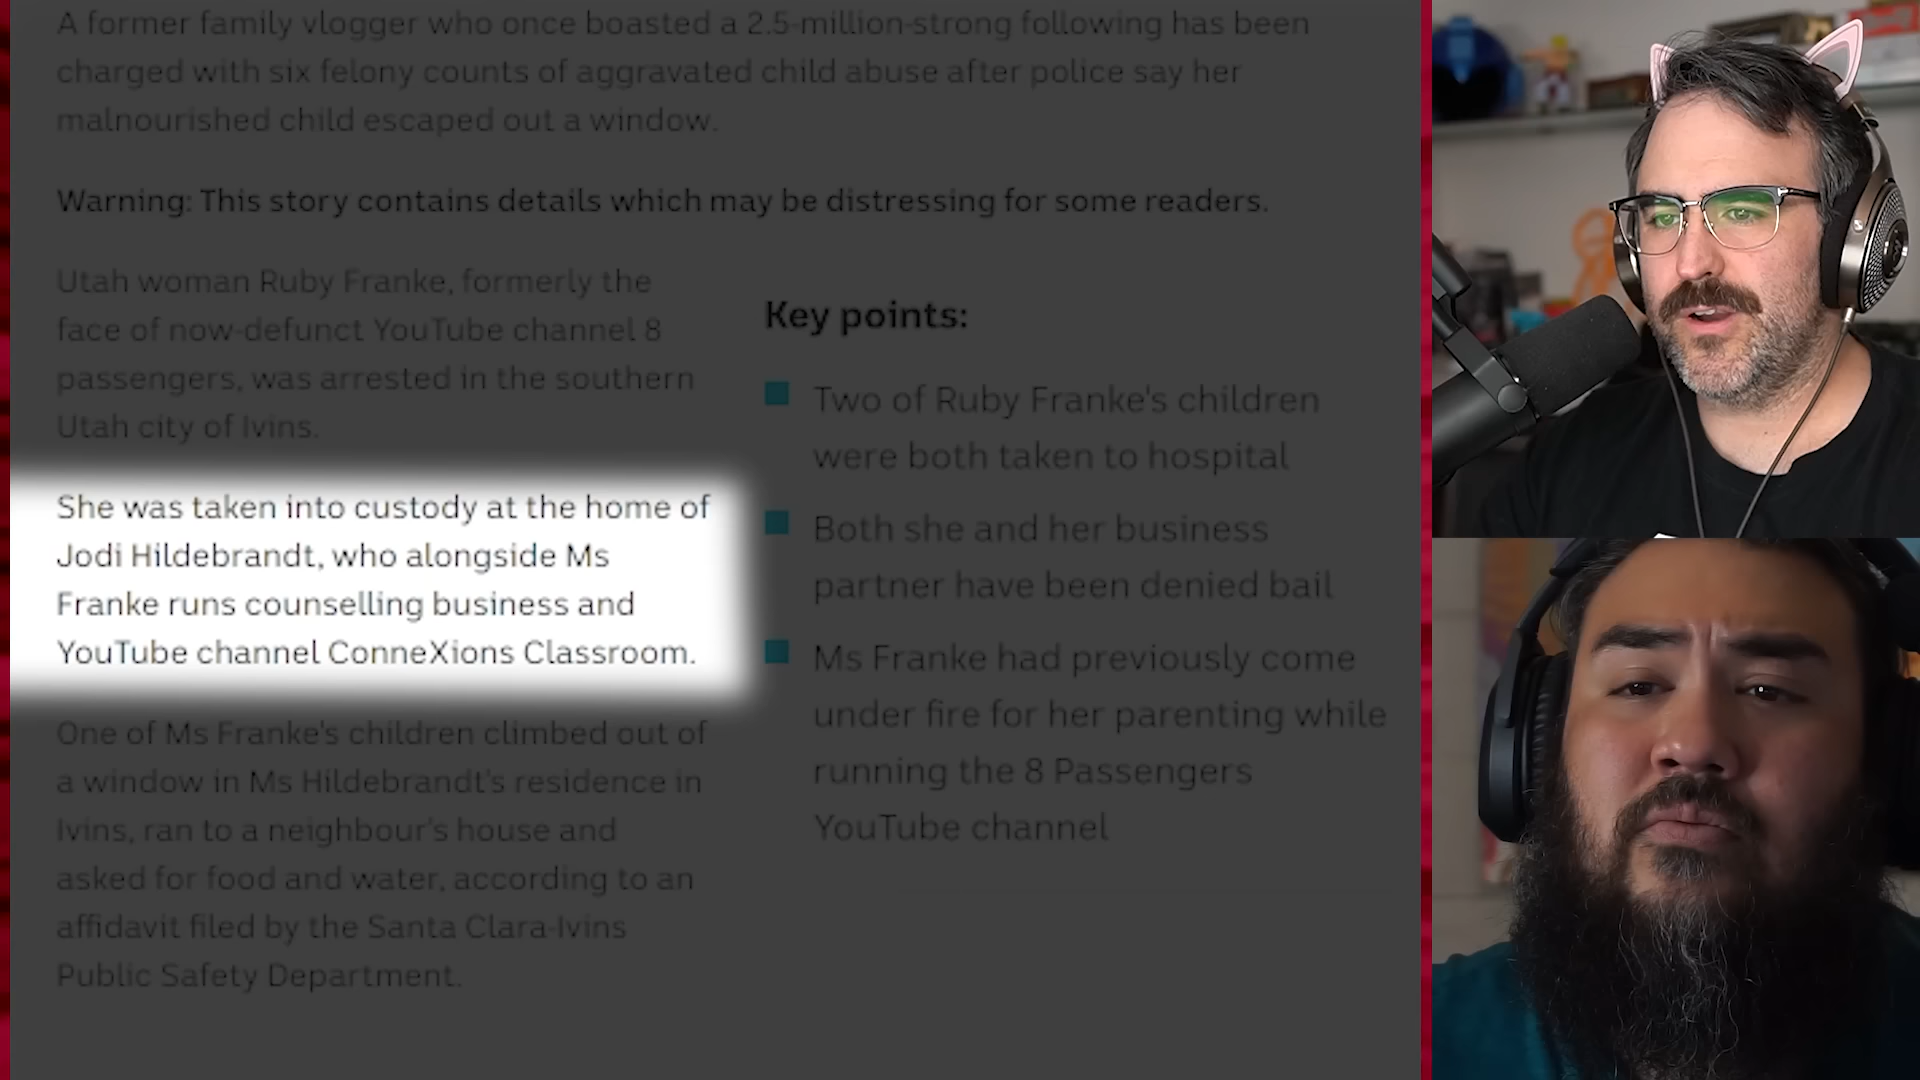 A former family vlogger who once boasted a 2.5-million-strong following has been
charged with six felony counts of aggravated child abuse after police say her
malnourished child escaped out a window.
Warning: This story contains details which may be distressing for some readers.
Utah woman Ruby Franke, formerly the
face of now-defunct YouTube channel 8
passengers, was arrested in the southern
Utah city of Ivins.
She was taken into custody at the home of
Jodi Hildebrandt, who alongside Ms
Franke runs counselling business and
YouTube channel ConneXions Classroom.
One of Ms Franke's children climbed out of
a window in Ms Hildebrandt's residence in
Ivins, ran to a neighbour's house and
asked for food and water, according to an
affidavit filed by the Santa Clara-Ivins
Public Safety Department.
Key points:
Two of Ruby Franke's children
were both taken to hospital
Both she and her business
partner have been denied bail
Ms Franke had previously come
under fire for her parenting while
running the 8 Passengers
YouTube channel